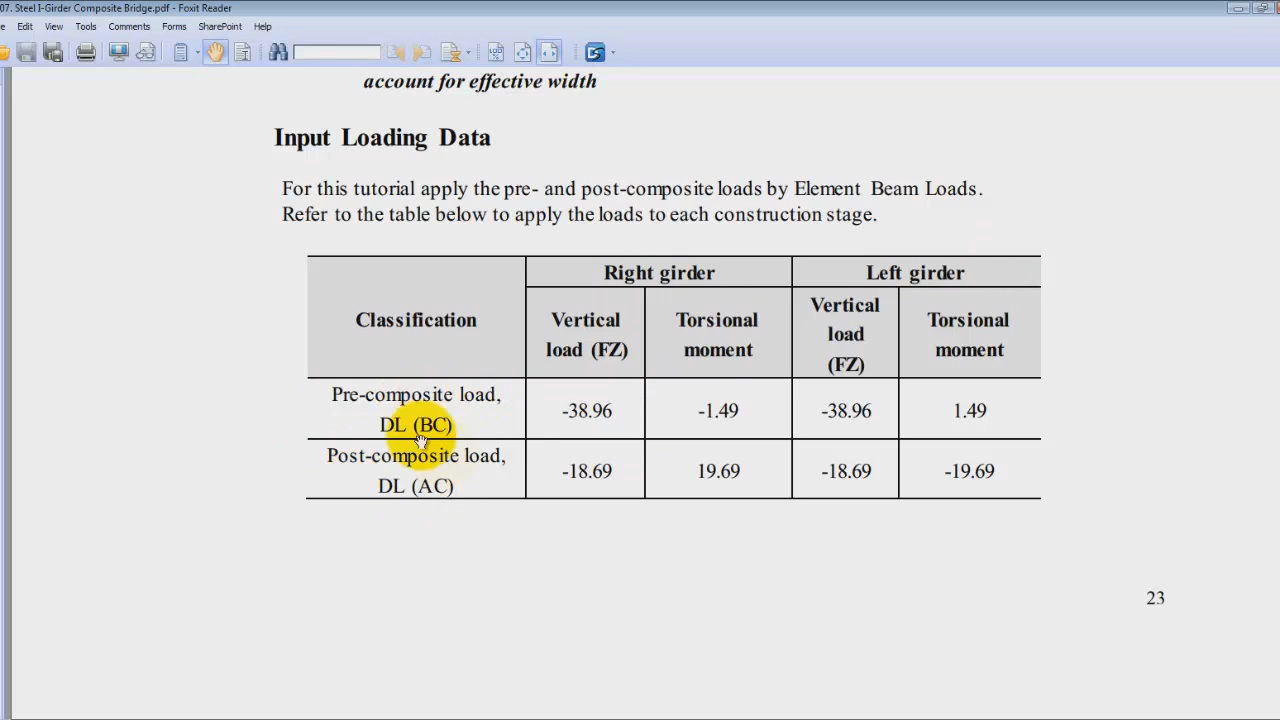 07. Steel I-Girder Composite Bridge.pdf - Foxit Reader
e Edit View Tools Comments Forms SharePoint Help
account for effective width
Input Loading Data
For this tutorial apply the pre- and post-composite loads by Element Beam Loads.
Refer to the table below to apply the loads to each construction stage.
Classification
Right girder
Left girder
Vertical load (FZ)
Torsional moment
Vertical load (FZ)
Torsional moment
Pre-composite load, DL (BC)
-38.96
-1.49
-38.96
1.49
Post-composite load, DL (AC)
-18.69
19.69
-18.69
-19.69
23